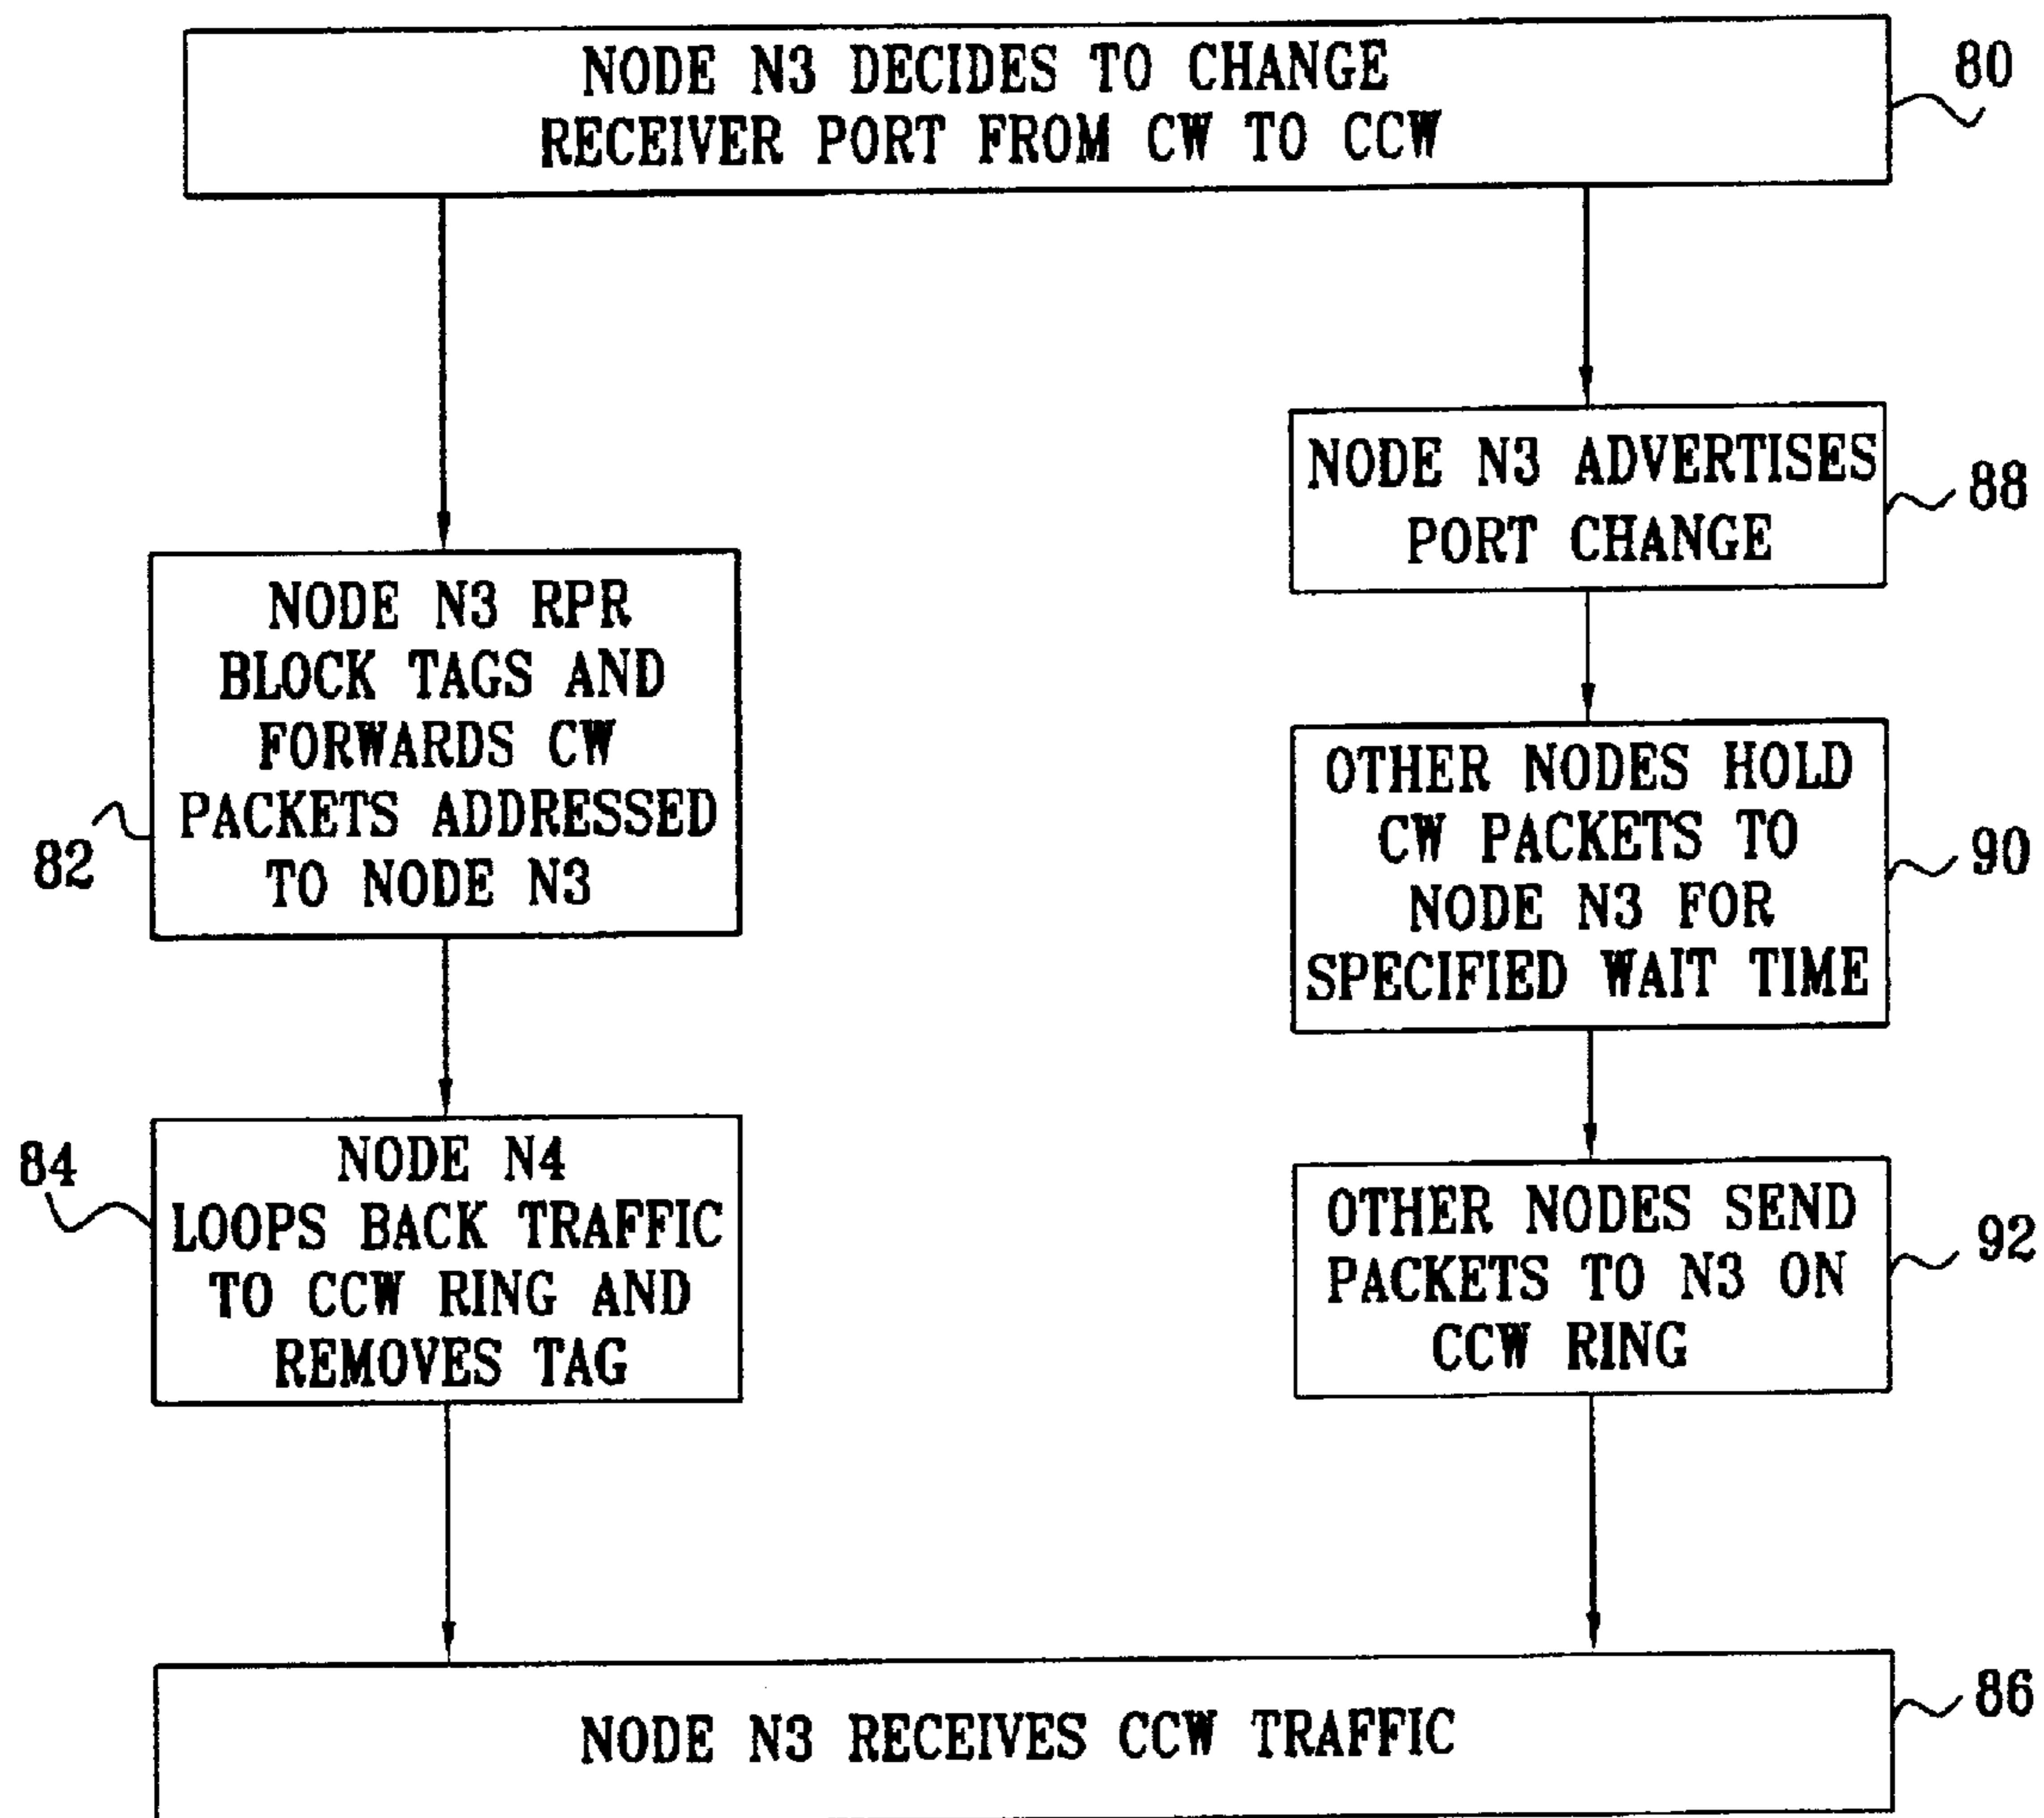 NODE N3 DECIDES TO CHANGE
RECEIVER PORT FROM CW TO CCW
80
NODE N3 ADVERTISES
PORT CHANGE
88
NODE N3 RPR
BLOCK TAGS AND
FORWARDS CW
PACKETS ADDRESSED
TO NODE N3
82
OTHER NODES HOLD
CW PACKETS TO
NODE N3 FOR
SPECIFIED WAIT TIME
90
NODE N4
LOOPS BACK TRAFFIC
TO CCW RING AND
REMOVES TAG
84
OTHER NODES SEND
PACKETS TO N3 ON
CCW RING
92
NODE N3 RECEIVES CCW TRAFFIC
86